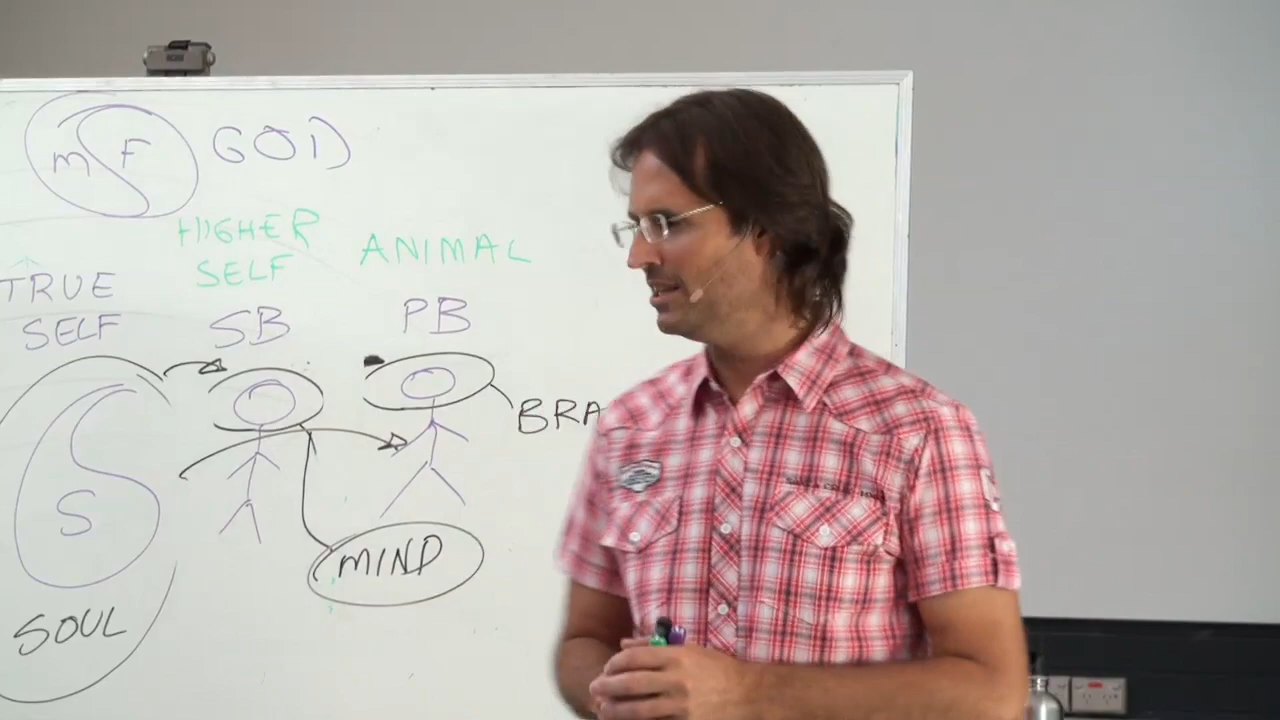 M F GOD
HIGHER
SELF
ANIMAL
TRUE
SELF
SB
PB
BRA
S
MIND
SOUL